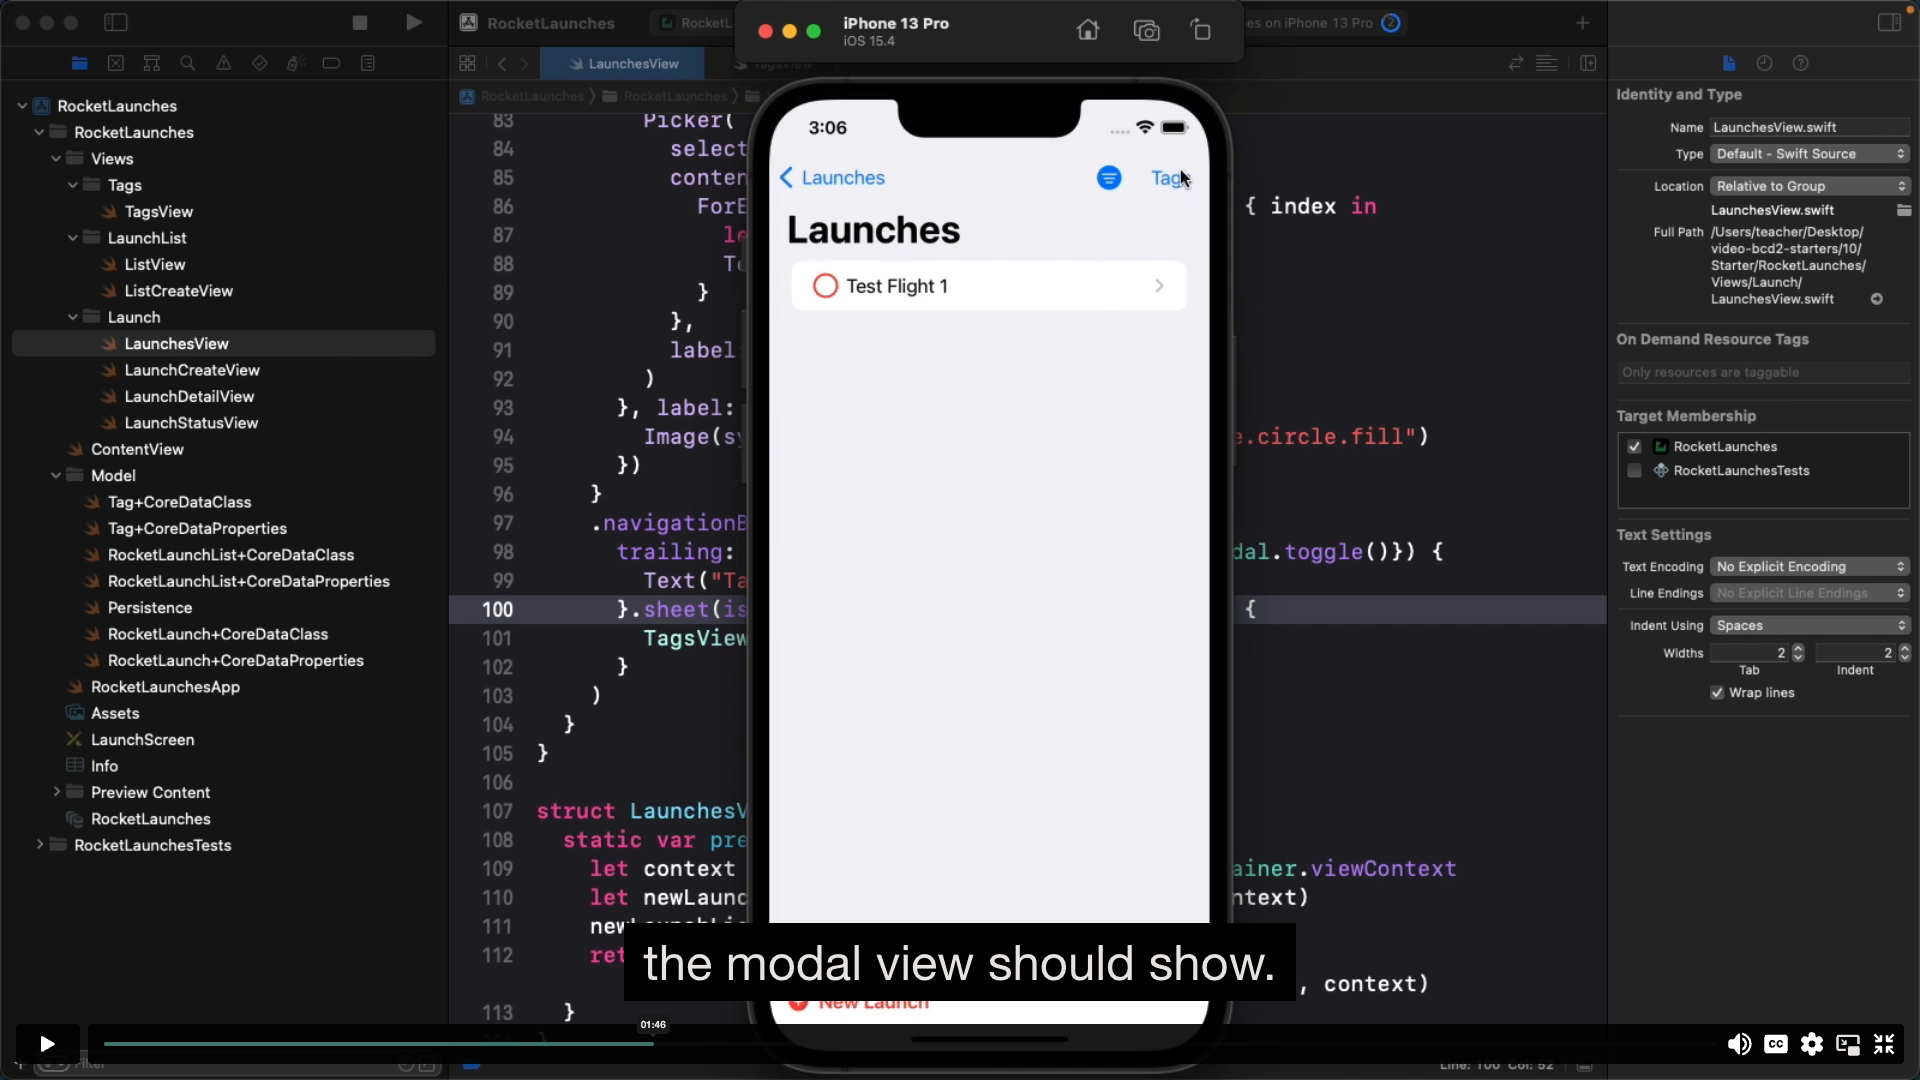 RocketLaunches
RocketL
iPhone 13 Pro
iOS 15.4
es on iPhone 13 Pro
2
LaunchesView
TagsView
RocketLaunches
RocketLaunches
RocketLaunches
RocketLaunches
Views
Tags
TagsView
LaunchList
ListView
ListCreateView
Launch
LaunchesView
LaunchCreateView
LaunchDetailView
LaunchStatusView
ContentView
Model
Tag+CoreDataClass
Tag+CoreDataProperties
RocketLaunchList+CoreDataClass
RocketLaunchList+CoreDataProperties
Persistence
RocketLaunch+CoreDataClass
RocketLaunch+CoreDataProperties
RocketLaunchesApp
Assets
LaunchScreen
Info
Preview Content
RocketLaunches
RocketLaunchesTests
Filter
83 Picker(
84 select
85 conten
86 ForE { index in
87 le
88 Te
89 }
90 },
91 label:
92 )
93 }, label:
94 Image(sy e.circle.fill")
95 })
96 }
97 .navigationB
98 trailing: dal.toggle()}) {
99 Text("Ta
100 }.sheet(is {
101 TagsView
102 }
103 )
104 }
105 }
106
107 struct LaunchesV
108 static var pre
109 let context ainer.viewContext
110 let newLaunc ntext)
111 new
112 ret
, context)
113 }
3:06
Launches
Tag
Launches
Test Flight 1
New Launch
the modal view should show.
01:46
CC
Line: 100 Col: 52
Identity and Type
Name LaunchesView.swift
Type Default - Swift Source
Location Relative to Group
LaunchesView.swift
Full Path /Users/teacher/Desktop/
video-bcd2-starters/10/
Starter/RocketLaunches/
Views/Launch/
LaunchesView.swift
On Demand Resource Tags
Only resources are taggable
Target Membership
RocketLaunches
RocketLaunchesTests
Text Settings
Text Encoding No Explicit Encoding
Line Endings No Explicit Line Endings
Indent Using Spaces
Widths 2 2
Tab Indent
Wrap lines